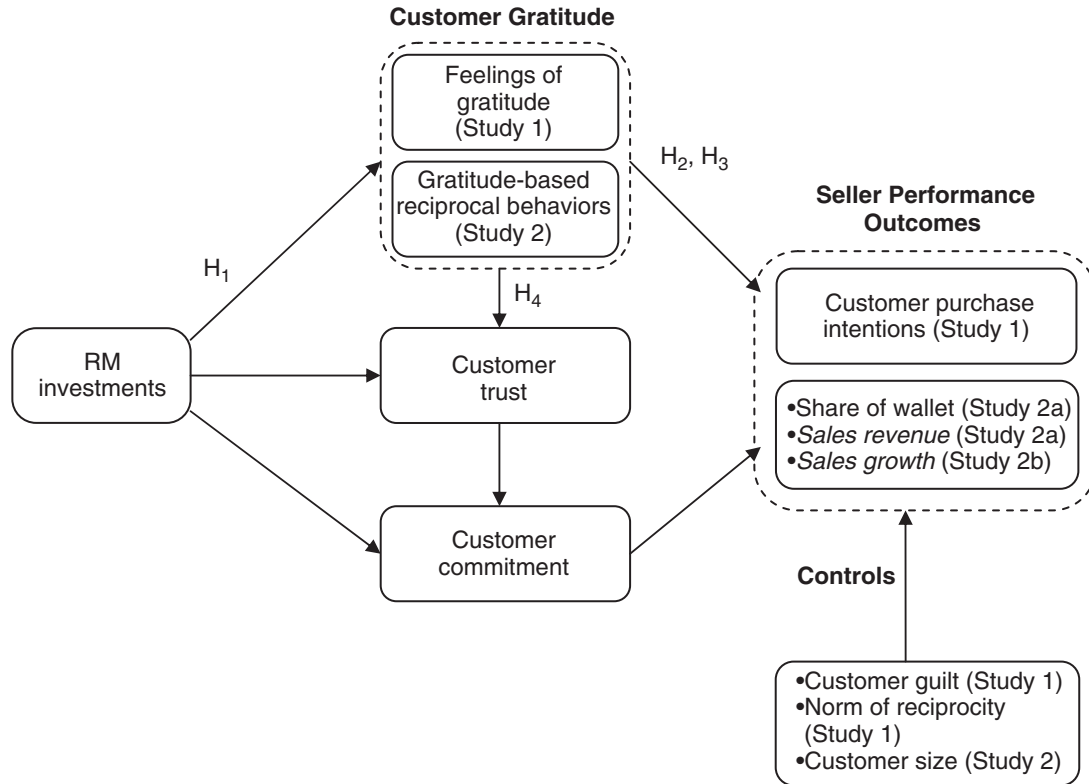 Customer Gratitude
Feelings of
gratitude
(Study 1)
Gratitude-based
reciprocal behaviors
(Study 2)
H₁
H₂, H₃
H₄
Seller Performance
Outcomes
Customer purchase
intentions (Study 1)
•Share of wallet (Study 2a)
•Sales revenue (Study 2a)
•Sales growth (Study 2b)
RM
investments
Customer
trust
Customer
commitment
Controls
•Customer guilt (Study 1)
•Norm of reciprocity
(Study 1)
•Customer size (Study 2)